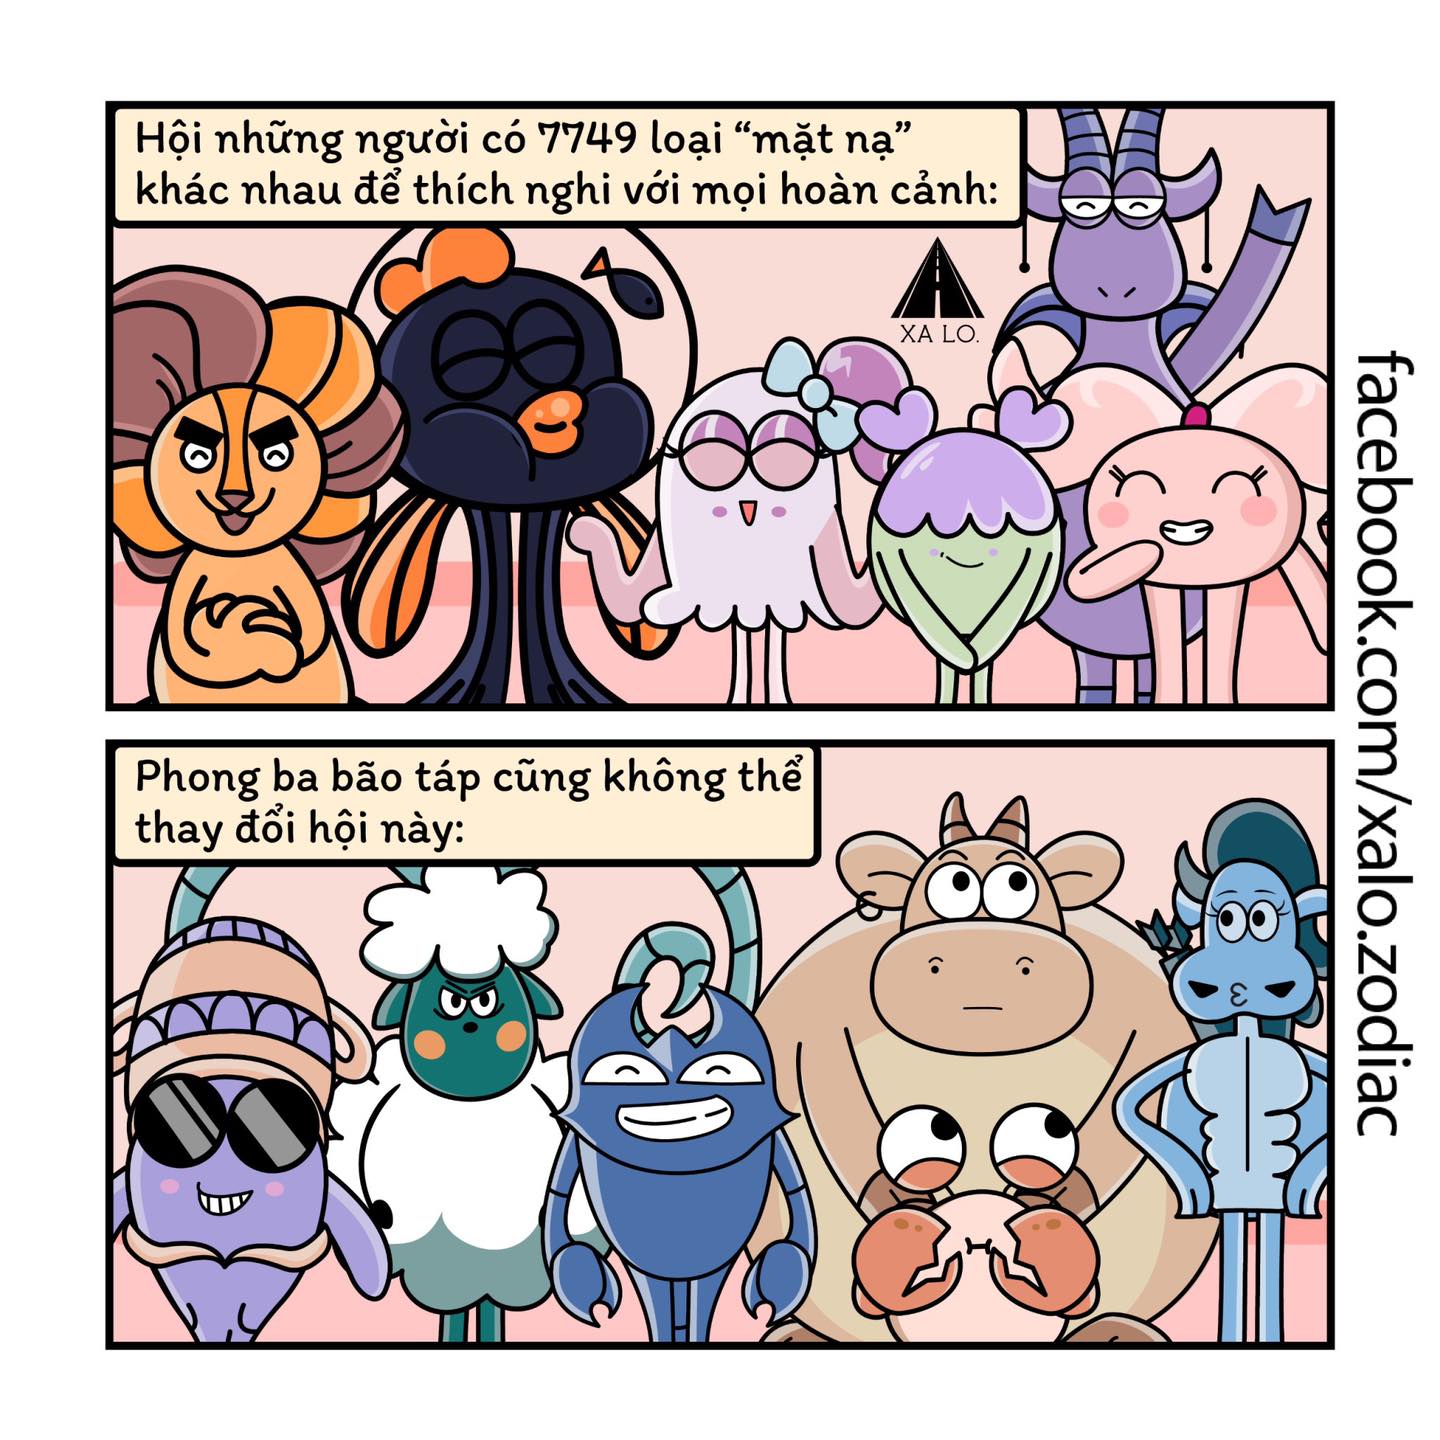 Hội những người có 7749 loại “mặt nạ”
khác nhau để thích nghi với mọi hoàn cảnh:
XA LO.
Phong ba bão táp cũng không thể
thay đổi hội này:
facebook.com/xalo.zodiac